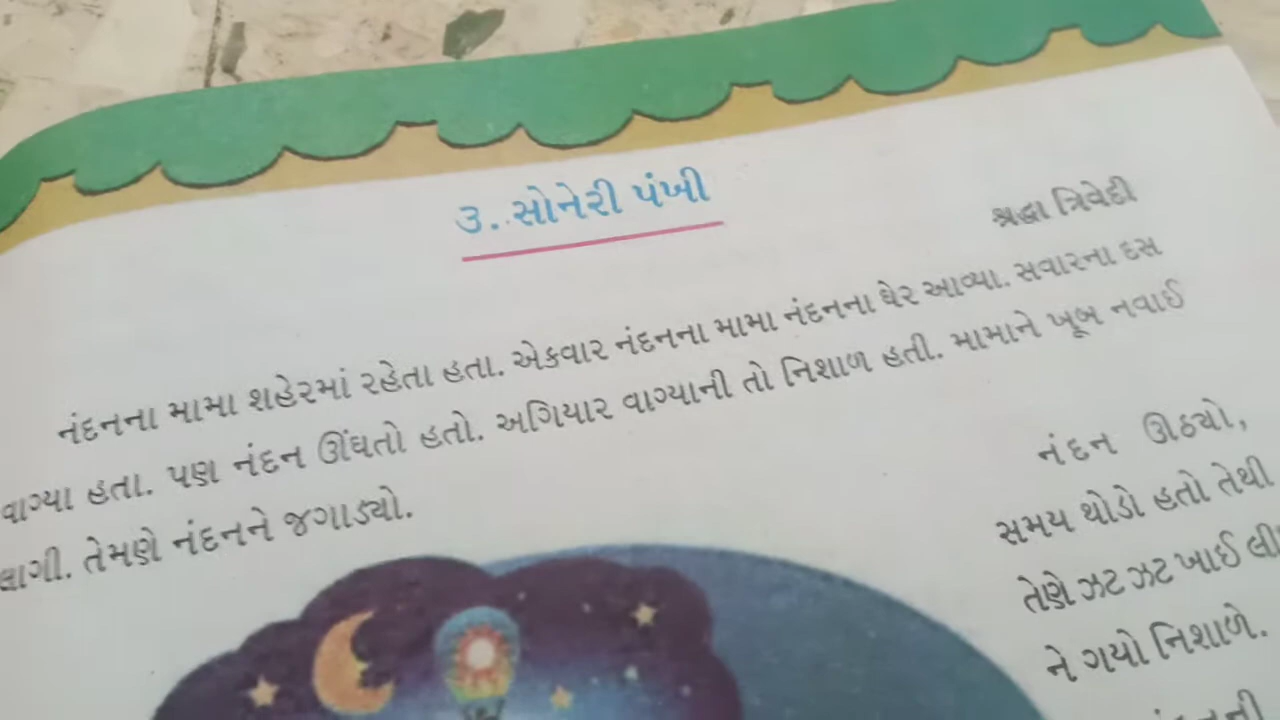 ૩. સોનેરી પંખી
શ્રદ્ધા ત્રિવેદી
નંદનના મામા શહેરમાં રહેતા હતા. એકવાર નંદનના મામા નંદનના ઘેર આવ્યા. સવારના દસ
વાગ્યા હતા. પણ નંદન ઊંઘતો હતો. અગિયાર વાગ્યાની તો નિશાળ હતી. મામાને ખૂબ નવાઈ
લાગી. તેમણે નંદનને જગાડ્યો.
નંદન ઊઠ્યો,
સમય થોડો હતો તેથી
તેણે ઝટ ઝટ ખાઈ
ને ગયો નિશાળે.